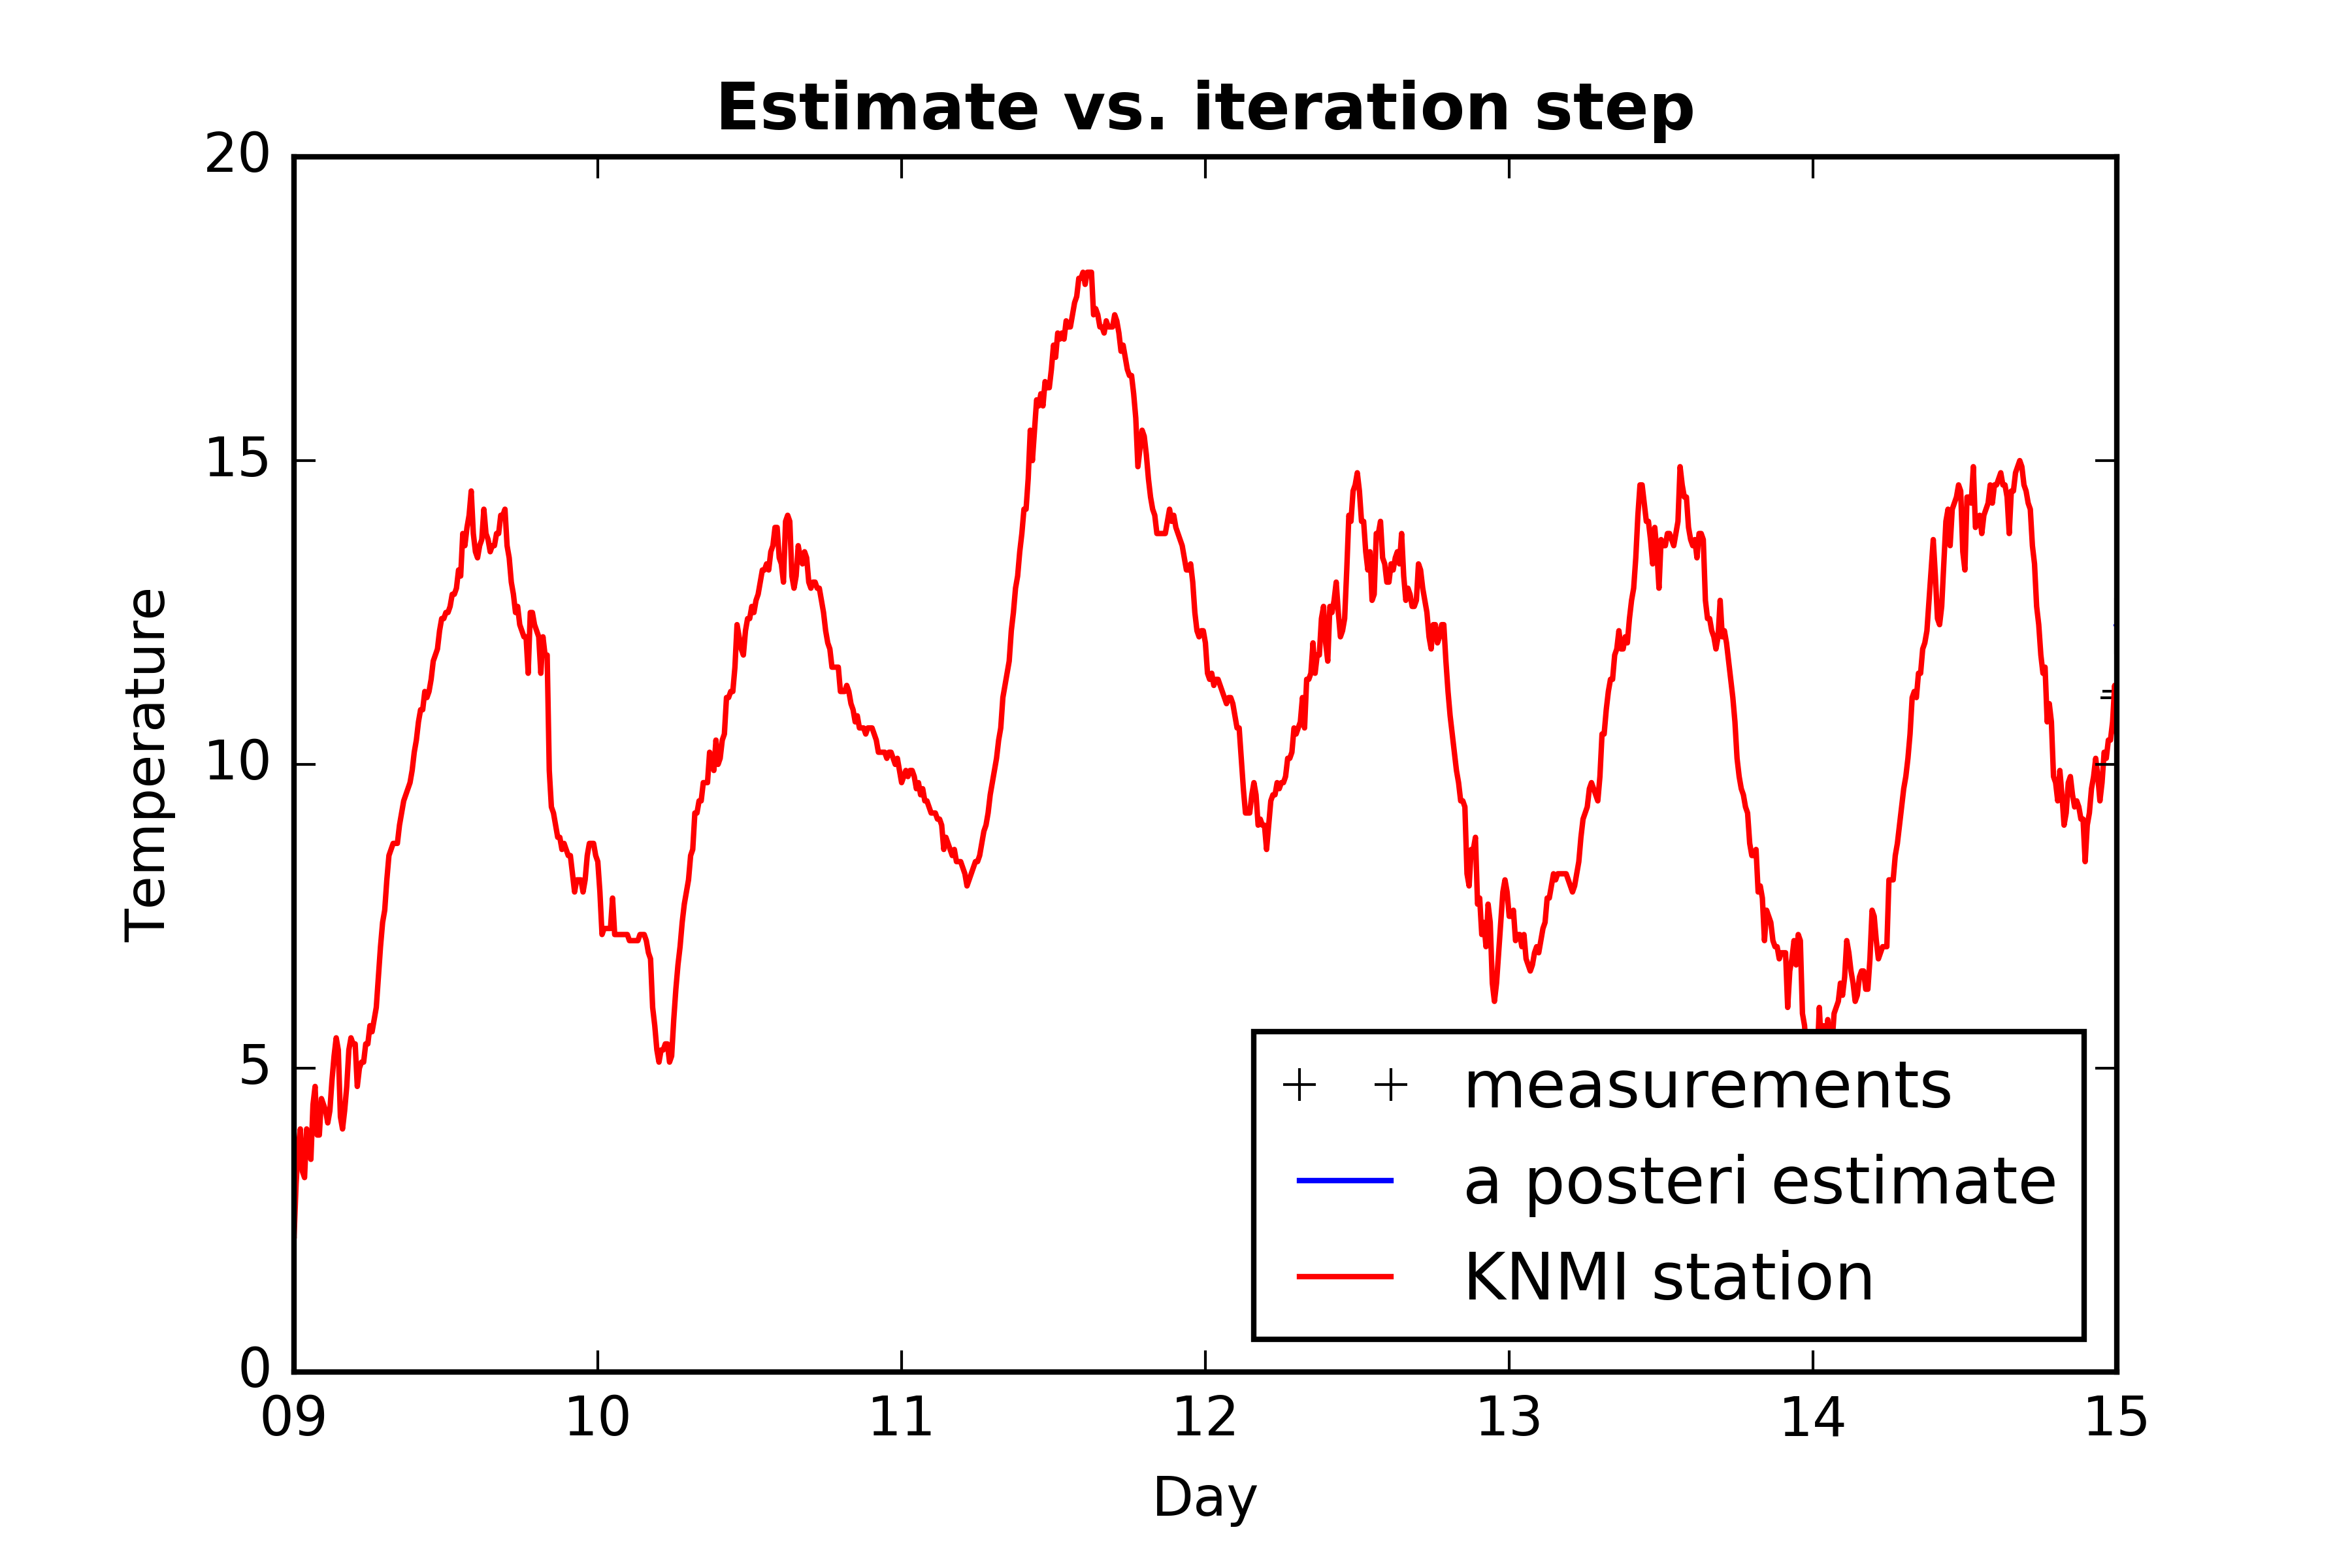 Estimate vs. iteration step
20
15
10
5
0
Temperature
09 10 11 12 13 14 15
Day
measurements
a posteri estimate
KNMI station